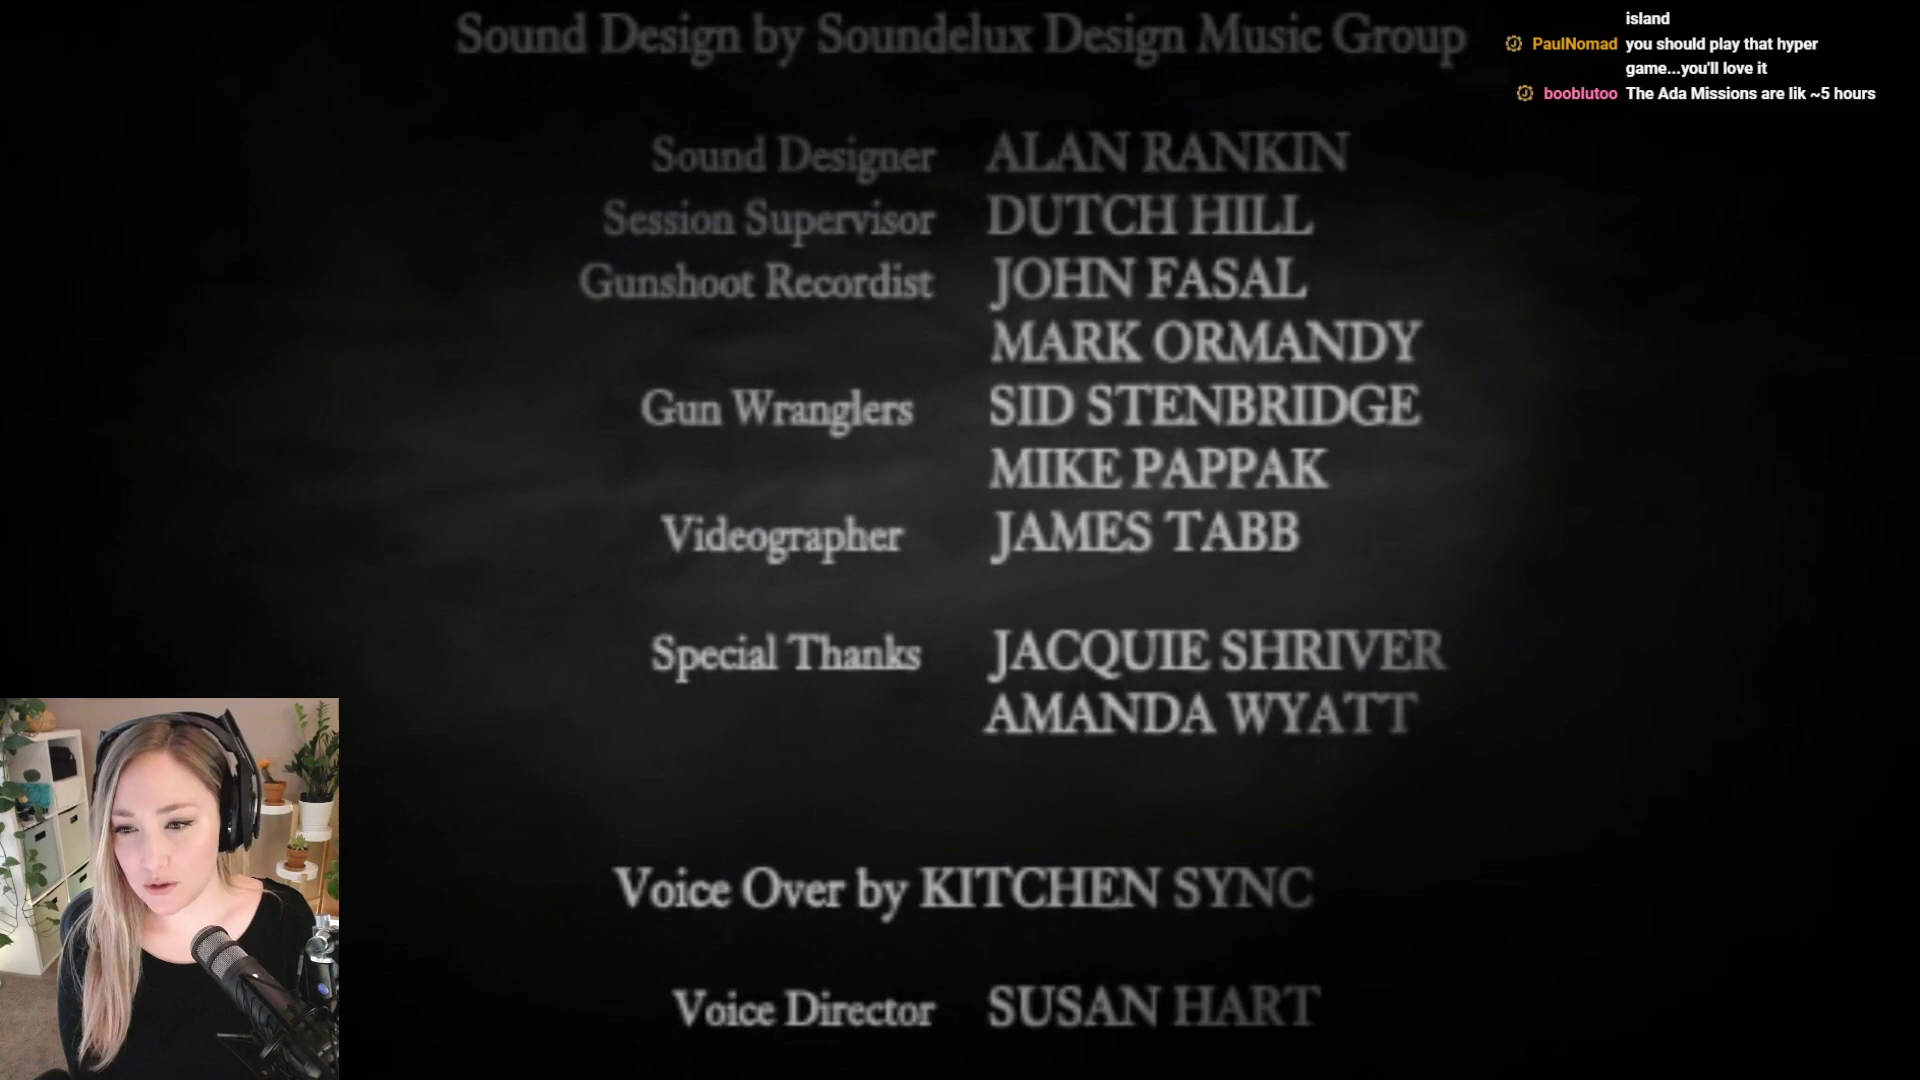 Sound Design by Soundelux Design Music Group
Sound Designer ALAN RANKIN
Session Supervisor DUTCH HILL
Gunshoot Recordist JOHN FASAL
MARK ORMANDY
Gun Wranglers SID STENBRIDGE
MIKE PAPPAK
Videographer JAMES TABB
Special Thanks JACQUIE SHRIVER
AMANDA WYATT
Voice Over by KITCHEN SYNC
Voice Director SUSAN HART
island
PaulNomad you should play that hyper
game...you'll love it
booblutoo The Ada Missions are lik ~5 hours